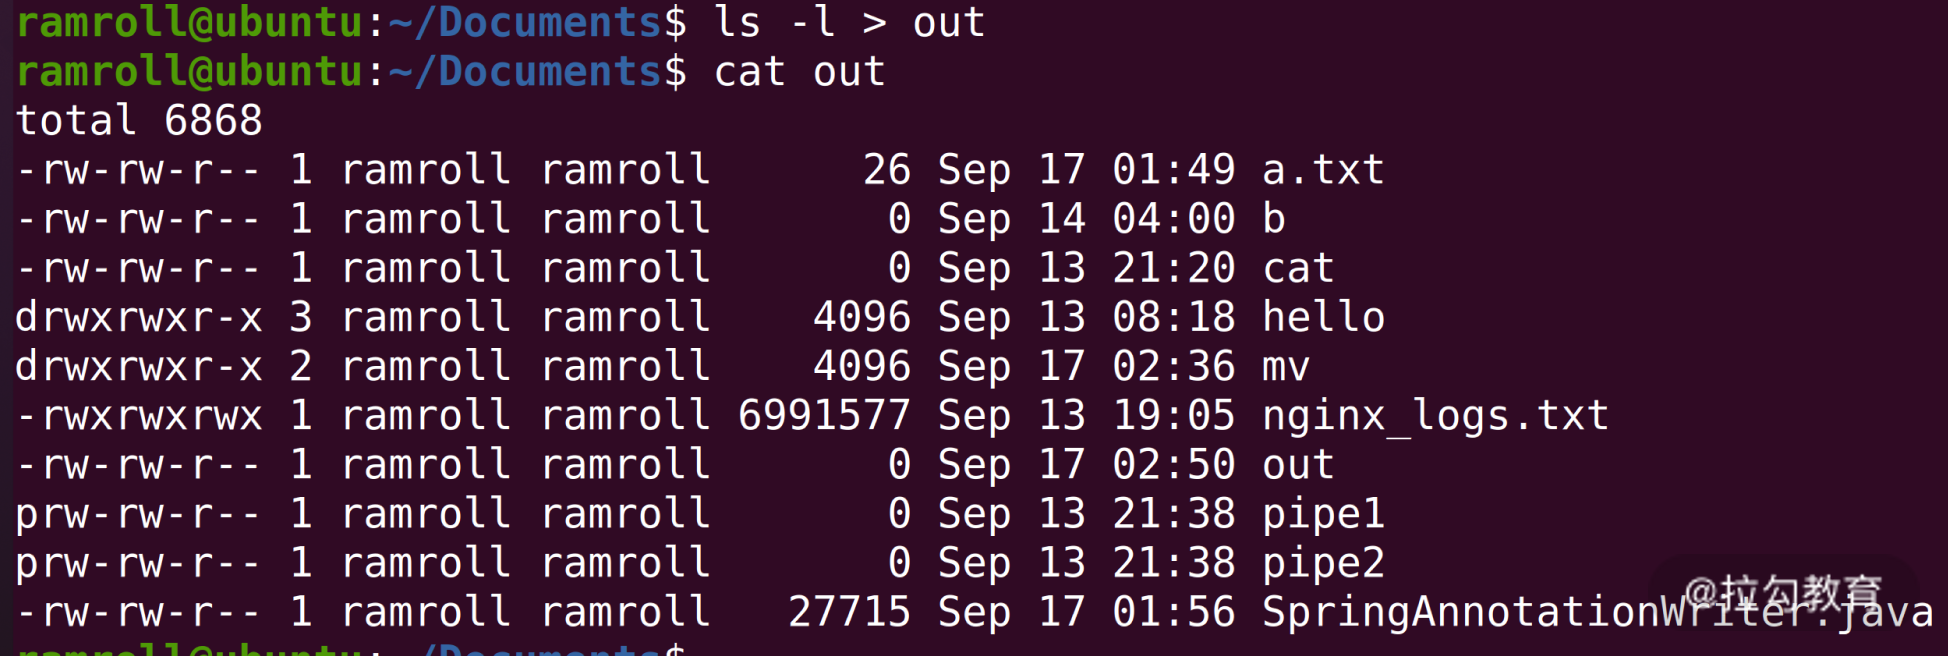 ramroll@ubuntu:~/Documents$ ls -l > out
ramroll@ubuntu:~/Documents$ cat out
total 6868
-rw-rw-r-- 1 ramroll ramroll      26 Sep 17 01:49 a.txt
-rw-rw-r-- 1 ramroll ramroll       0 Sep 14 04:00 b
-rw-rw-r-- 1 ramroll ramroll       0 Sep 13 21:20 cat
drwxrwxr-x 3 ramroll ramroll    4096 Sep 13 08:18 hello
drwxrwxr-x 2 ramroll ramroll    4096 Sep 17 02:36 mv
-rwxrwxrwx 1 ramroll ramroll 6991577 Sep 13 19:05 nginx_logs.txt
-rw-rw-r-- 1 ramroll ramroll       0 Sep 17 02:50 out
prw-rw-r-- 1 ramroll ramroll       0 Sep 13 21:38 pipe1
prw-rw-r-- 1 ramroll ramroll       0 Sep 13 21:38 pipe2
@拉勾教育
-rw-rw-r-- 1 ramroll ramroll   27715 Sep 17 01:56 SpringAnnotationWriter.java
ramroll@ubuntu:~/Documents$